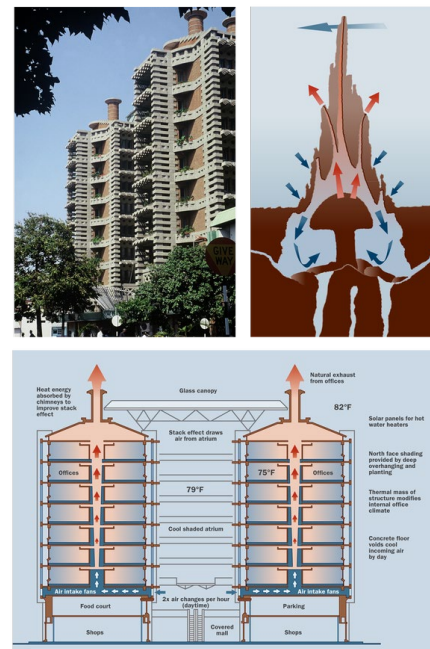 GIVE
WAY
Heat energy
absorbed by
chimneys to
improve stack
effect
Glass canopy
Natural exhaust
from offices
82°F
Solar panels for hot
water heaters
Stack effect draws
air from atrium
North face shading
provided by deep
overhanging and
planting
Offices
75°F
Offices
79°F
Thermal mass of
structure modifies
internal office
climate
Cool shaded atrium
Concrete floor
voids cool
incoming air
by day
Air intake fans
2x air changes per hour
(daytime)
Air intake fans
Food court
Parking
Shops
Covered
mall
Shops